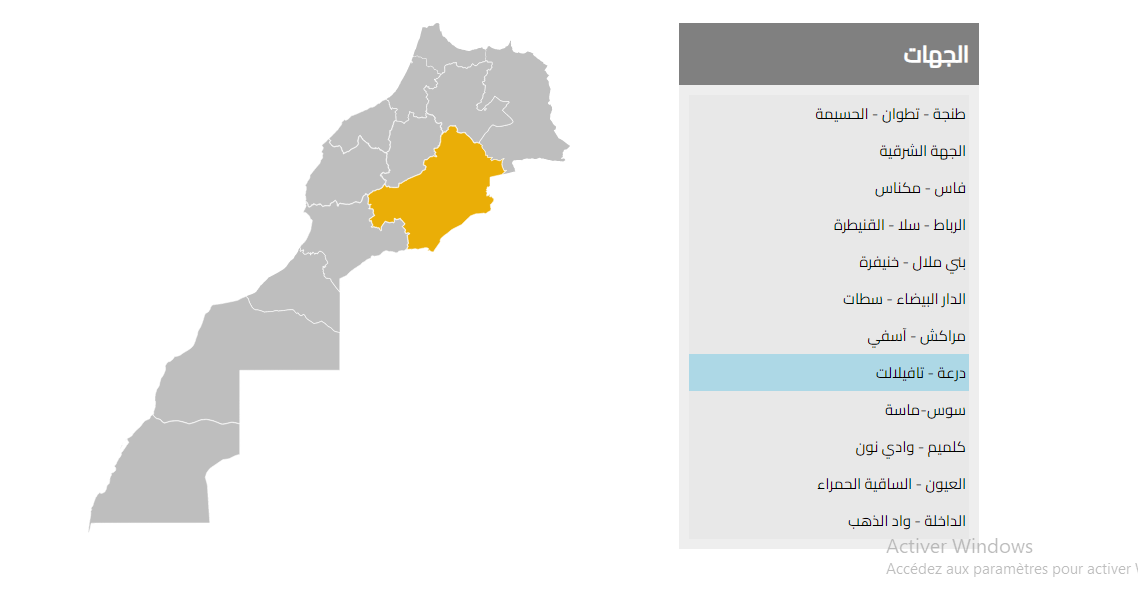 الجهات
طنجة - تطوان - الحسيمة
الجهة الشرقية
فاس - مكناس
الرباط - سلا - القنيطرة
بني ملال - خنيفرة
الدار البيضاء - سطات
مراكش - آسفي
درعة - تافيلالت
سوس-ماسة
كلميم - وادي نون
العيون - الساقية الحمراء
الداخلة - واد الذهب
Activer Windows
Accédez aux paramètres pour activer